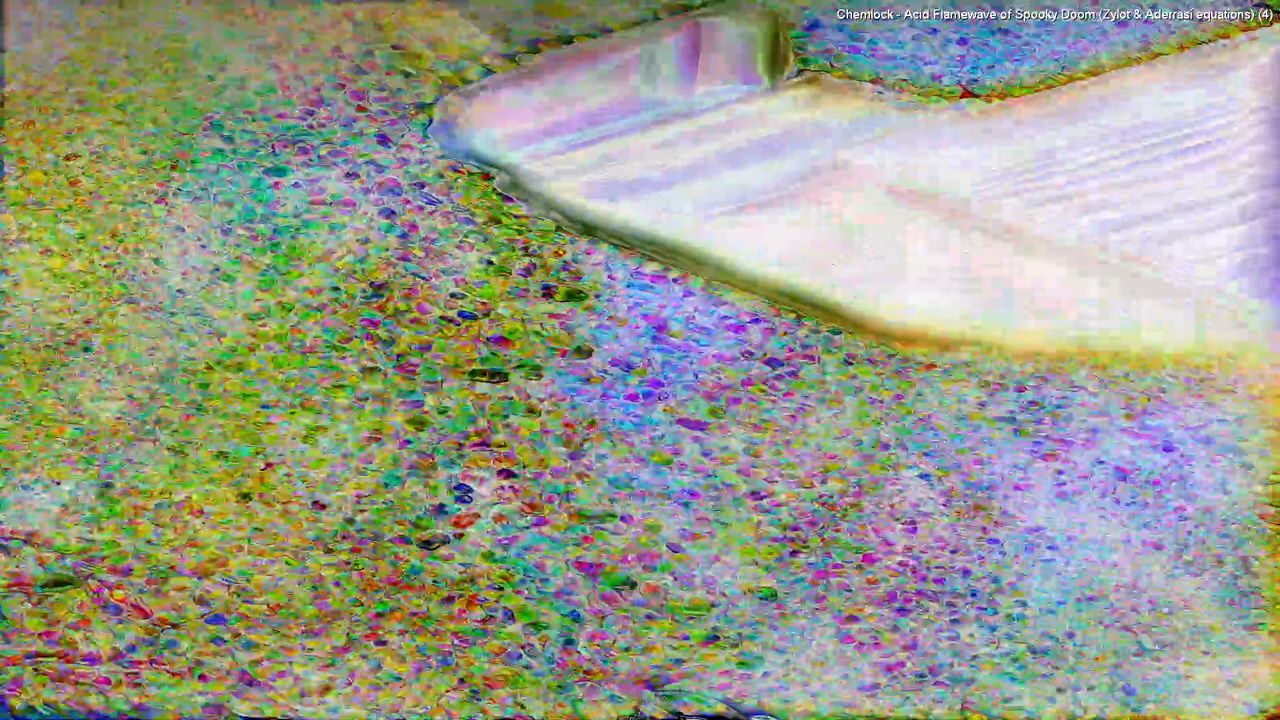 Chemlock - Acid Flamewave of Spooky Doom (Zylot & Aderrasi equations) (4)